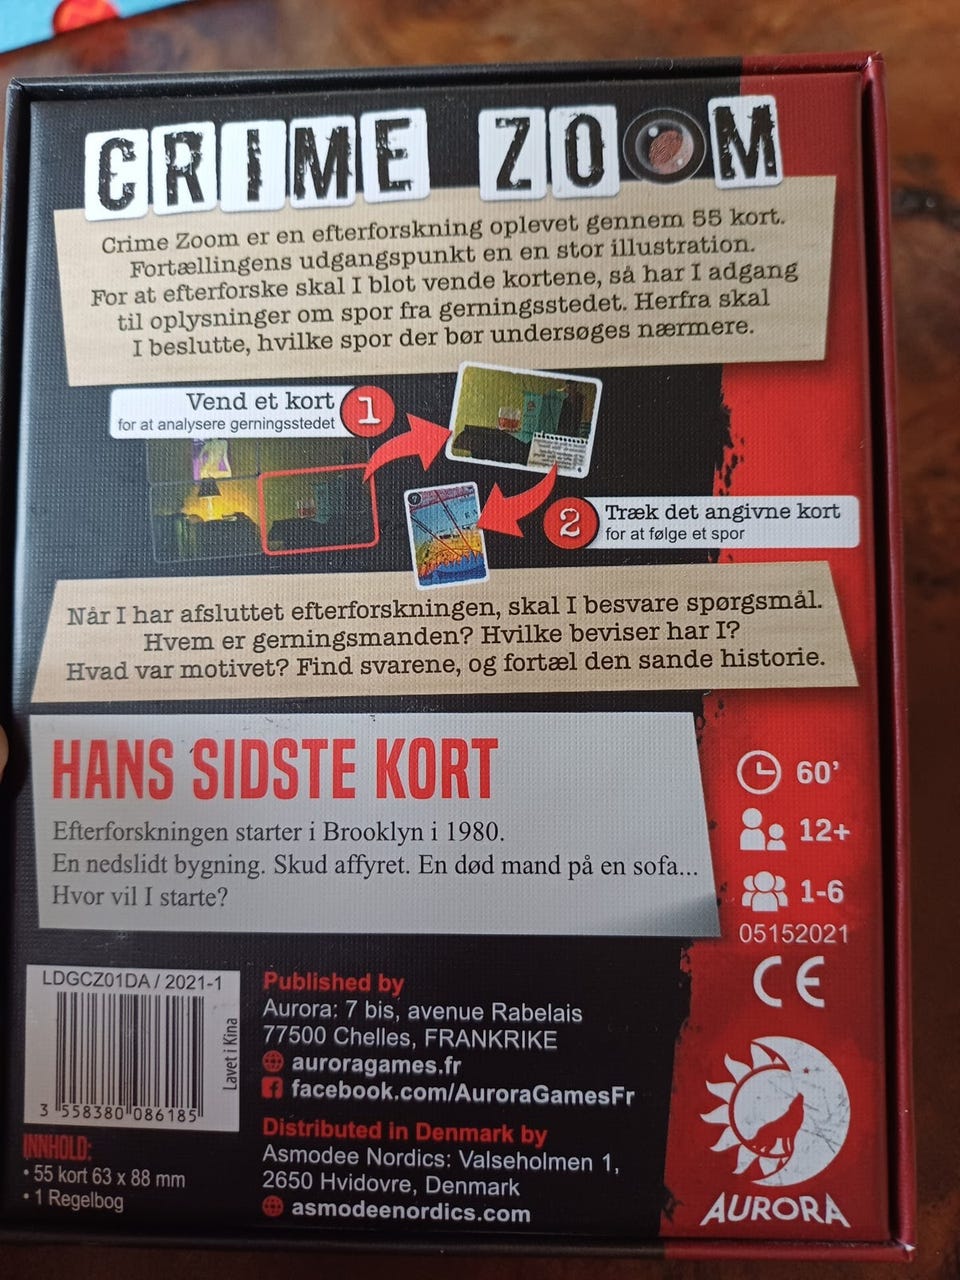 CRIME ZOOM
Crime Zoom er en efterforskning oplevet gennem 55 kort.
Fortællingens udgangspunkt en en stor illustration.
For at efterforske skal I blot vende kortene, så har I adgang
til oplysninger om spor fra gerningsstedet. Herfra skal
I beslutte, hvilke spor der bør undersøges nærmere.
Vend et kort
for at analysere gerningsstedet
1
2
Træk det angivne kort
for at følge et spor
Når I har afsluttet efterforskningen, skal I besvare spørgsmål.
Hvem er gerningsmanden? Hvilke beviser har I?
Hvad var motivet? Find svarene, og fortæl den sande historie.
HANS SIDSTE KORT
Efterforskningen starter i Brooklyn i 1980.
En nedslidt bygning. Skud affyret. En død mand på en sofa...
Hvor vil I starte?
60'
12+
1-6
05152021
CE
LDGCZ01DA / 2021-1
Lavet i Kina
3 558380 086185
INNHOLD:
• 55 kort 63 x 88 mm
• 1 Regelbog
Published by
Aurora: 7 bis, avenue Rabelais
77500 Chelles, FRANKRIKE
auroragames.fr
facebook.com/AuroraGamesFr
Distributed in Denmark by
Asmodee Nordics: Valseholmen 1,
2650 Hvidovre, Denmark
asmodeenordics.com
AURORA